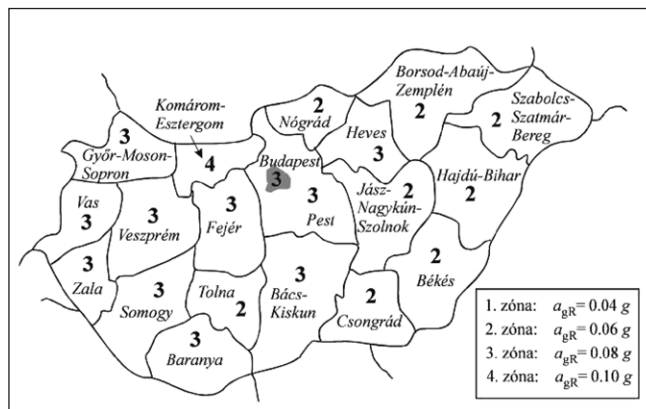 Borsod-Abaúj-
Zemplén
2
Komárom-
Esztergom
4
2
Nógrád
Szabolcs-
Szatmár-
Bereg
2
3
Győr-Moson-
Sopron
Heves
3
Budapest
3
Hajdú-Bihar
2
Vas
3
3
Veszprém
3
Fejér
3
Pest
2
Jász-
Nagykún-
Szolnok
3
Zala
3
Somogy
Tolna
2
3
Bács-
Kiskun
2
Csongrád
2
Békés
3
Baranya
1. zóna: agR= 0.04 g
2. zóna: agR= 0.06 g
3. zóna: agR= 0.08 g
4. zóna: agR= 0.10 g